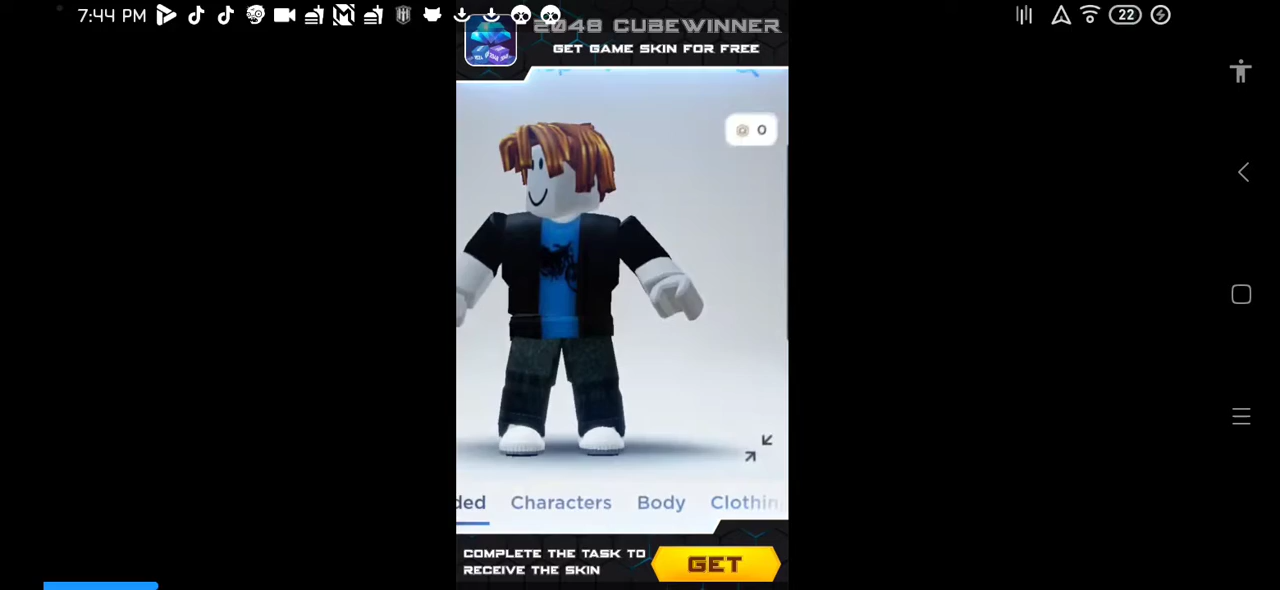 7:44 PM
22
2048 CUBEWINNER
GET GAME SKIN FOR FREE
0
ded Characters Body Clothin
COMPLETE THE TASK TO
RECEIVE THE SKIN
GET